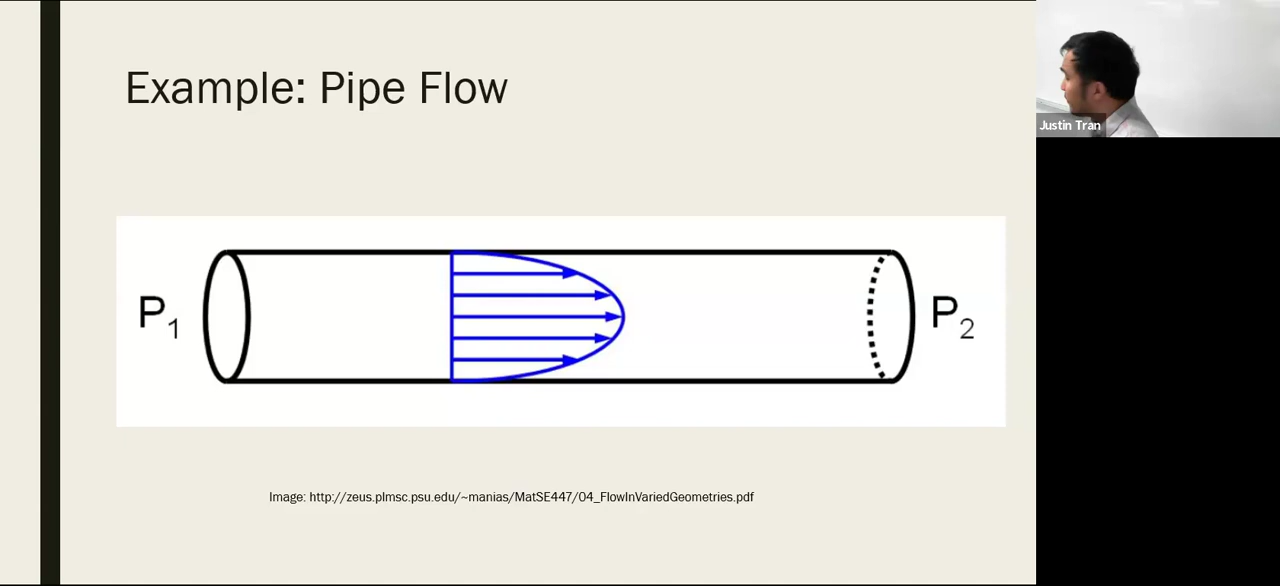 Example: Pipe Flow
Justin Tran
P1
P2
Image: http://zeus.plmsc.psu.edu/~manias/MatSE447/04_FlowInVariedGeometries.pdf